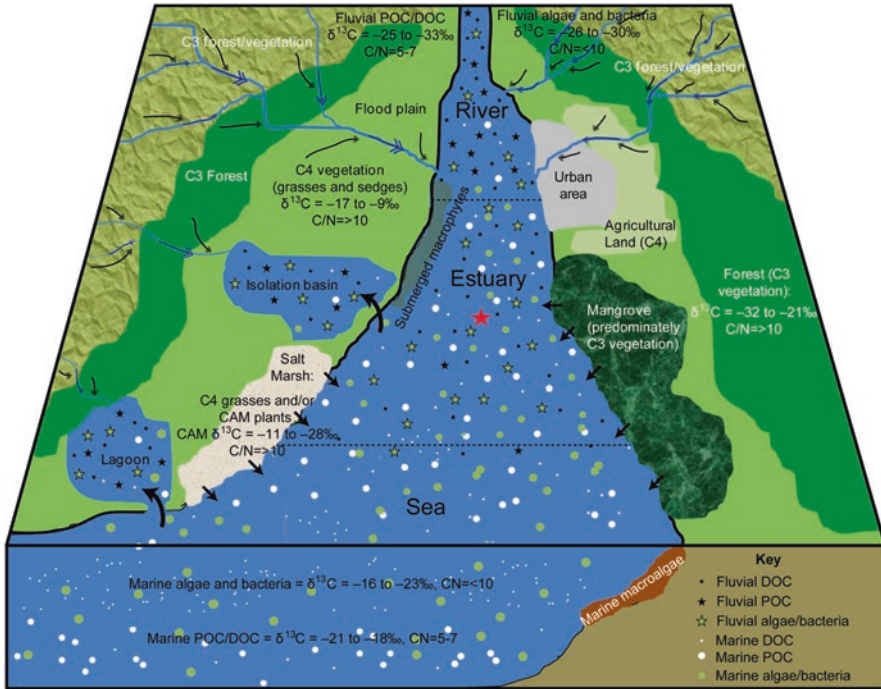 Fluvial POC/DOC
δ¹³C = –25 to –33‰
C/N=5-7
Fluvial algae and bacteria
δ¹³C = –26 to –30‰
C/N=<10
C3 forest/vegetation
C3 forest/vegetation
River
Flood plain
C3 Forest
C4 vegetation
(grasses and sedges)
δ¹³C = –17 to –9‰
C/N=>10
Urban
area
Agricultural
Land (C4)
Submerged macrophytes
Estuary
Isolation basin
Forest (C3
vegetation):
δ¹³C = –32 to –21‰
C/N=>10
Mangrove
(predominately
C3 vegetation)
Salt
Marsh:
C4 grasses and/or
CAM plants
CAM δ¹³C = –11 to –28‰
C/N=>10
Lagoon
Sea
Marine algae and bacteria = δ¹³C = –16 to –23‰, CN=<10
Marine POC/DOC = δ¹³C = –21 to –18‰, CN=5-7
Marine macroalgae
Key
Fluvial DOC
Fluvial POC
Fluvial algae/bacteria
Marine DOC
Marine POC
Marine algae/bacteria